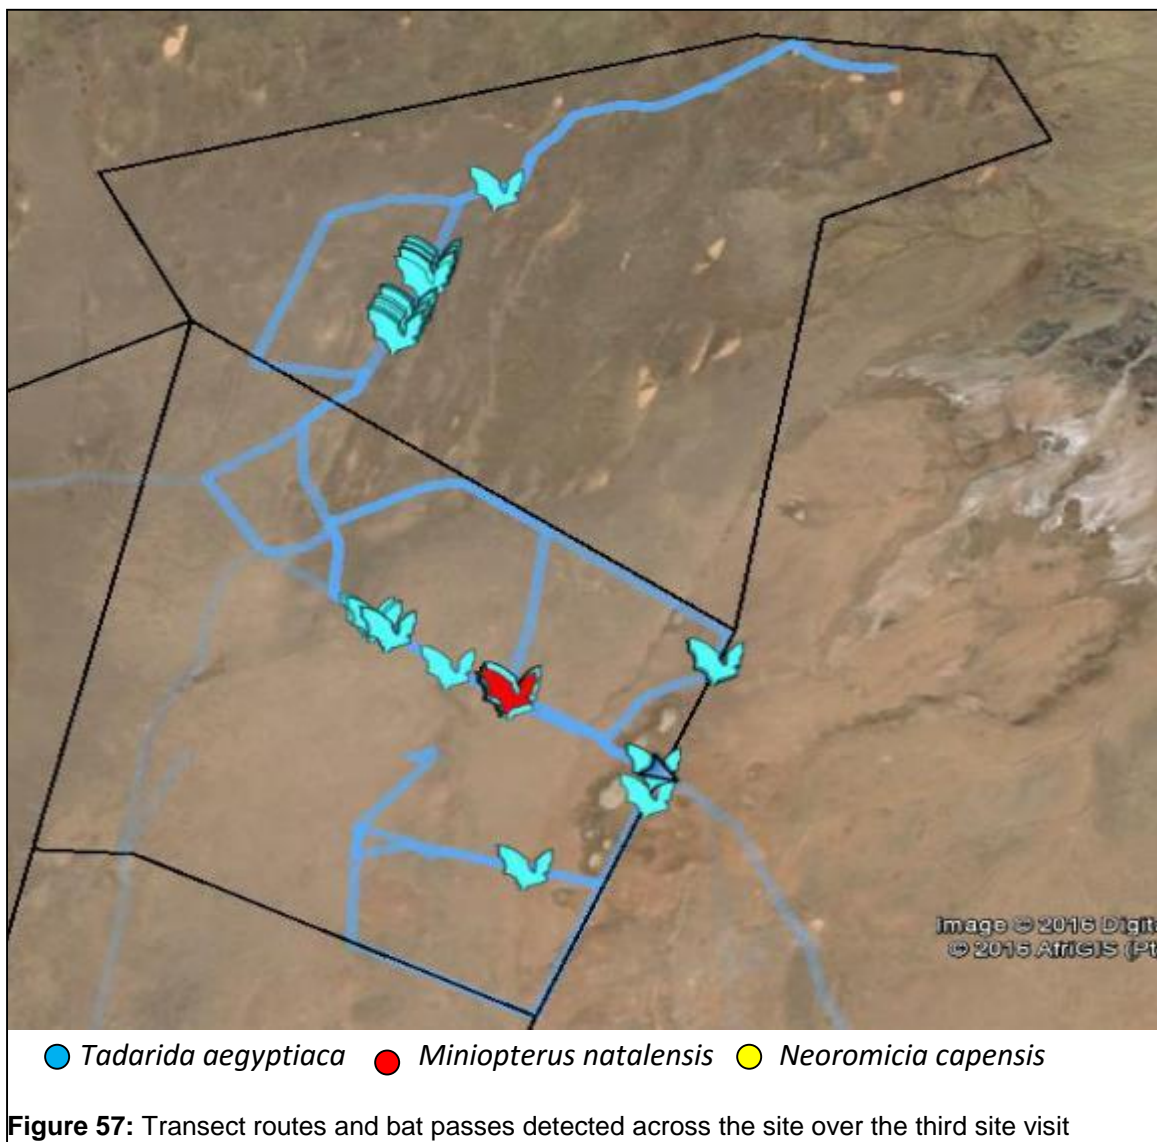 Image © 2016 Digit
© 2016 AfriGIS (Pt
Tadarida aegyptiaca Miniopterus natalensis Neoromicia capensis
Figure 57: Transect routes and bat passes detected across the site over the third site visit